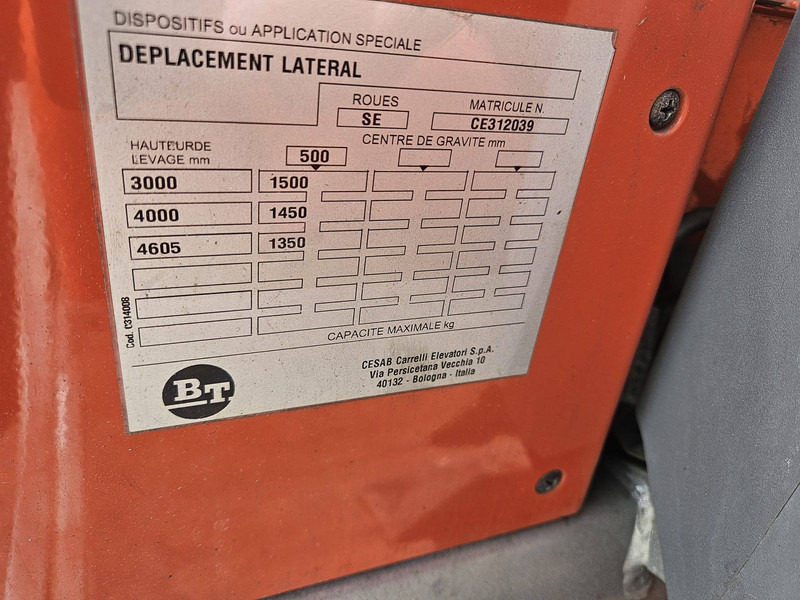 DISPOSITIFS ou APPLICATION SPECIALE
DEPLACEMENT LATERAL
ROUES
MATRICULE N.
SE
CE312039
HAUTEURDE
LEVAGE mm
CENTRE DE GRAVITE mm
500
3000 1500
4000 1450
4605 1350
CAPACITE MAXIMALE kg
Cod. 0314008
BT
CESAB Carrelli Elevatori S.p.A.
Via Persicetana Vecchia 10
40132 - Bologna - Italia